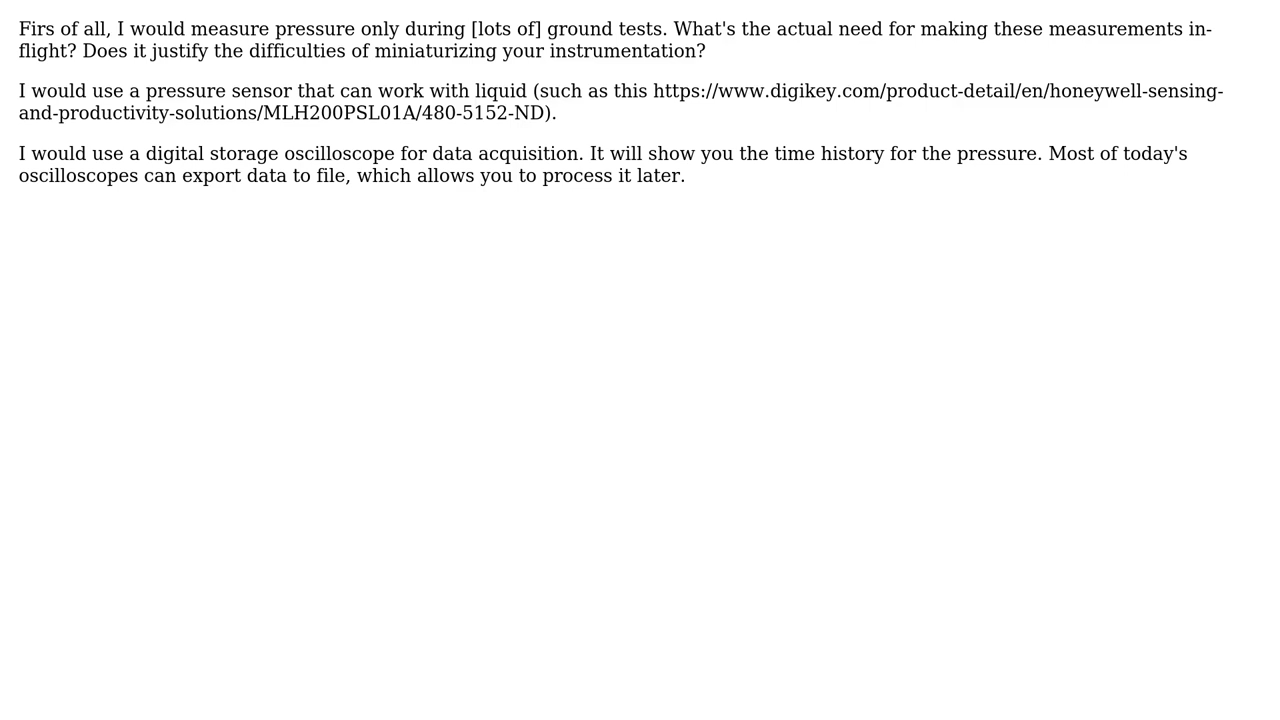 Firs of all, I would measure pressure only during [lots of] ground tests. What's the actual need for making these measurements in-
flight? Does it justify the difficulties of miniaturizing your instrumentation?
I would use a pressure sensor that can work with liquid (such as this https://www.digikey.com/product-detail/en/honeywell-sensing-
and-productivity-solutions/MLH200PSL01A/480-5152-ND).
I would use a digital storage oscilloscope for data acquisition. It will show you the time history for the pressure. Most of today's
oscilloscopes can export data to file, which allows you to process it later.